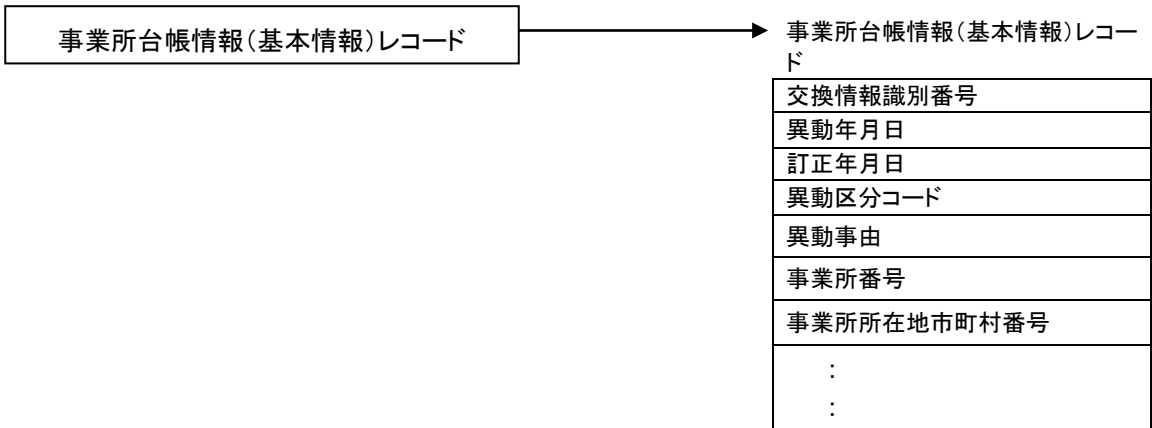 事業所台帳情報（基本情報）レコード
事業所台帳情報（基本情報）レコー
ド
交換情報識別番号
異動年月日
訂正年月日
異動区分コード
異動事由
事業所番号
事業所所在地市町村番号
：
：